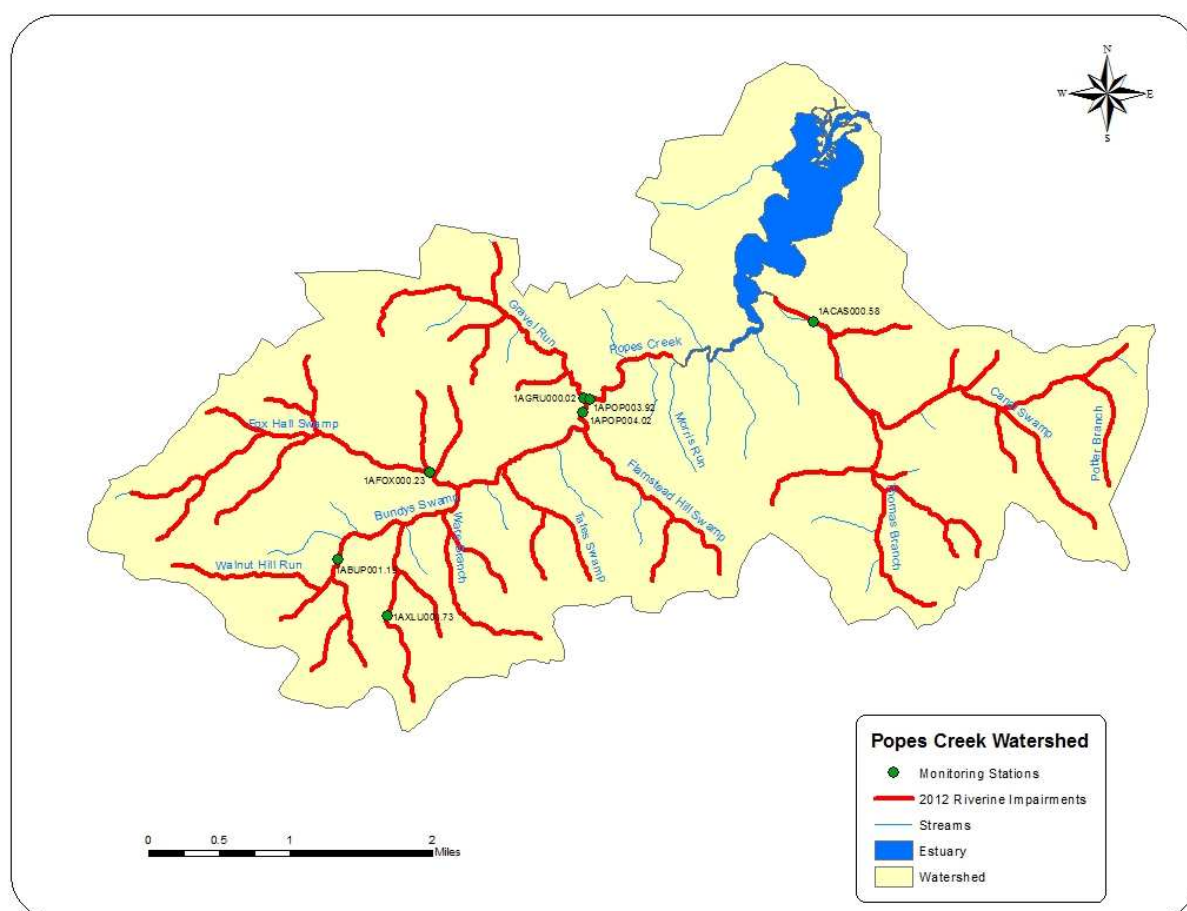 N
W
E
S
1ACAS000.58
Gravel Run
Popes Creek
1AGRU000.02
1APOP003.92
1APOP004.02
Canal Swamp
Potter Branch
Morris Run
Fox Hall Swamp
1AFOX000.23
Flamstead Hill Swamp
Bundys Swamp
Ware Branch
Tates Swamp
Thomas Branch
Walnut Hill Run
Popes Creek Watershed
Monitoring Stations
2012 Riverine Impairments
Streams
Estuary
Watershed
0 0.5 1 2
Miles